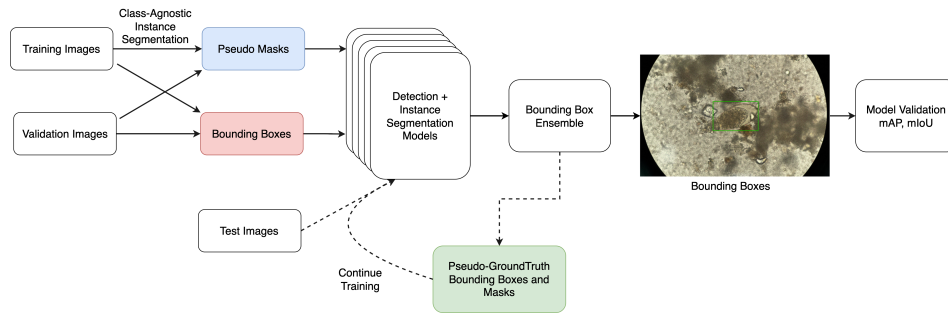 Class-Agnostic
Instance
Segmentation
Training Images
Pseudo Masks
Validation Images
Bounding Boxes
Detection +
Instance
Segmentation
Models
Bounding Box
Ensemble
Bounding Boxes
Model Validation
mAP, mIoU
Test Images
Continue
Training
Pseudo-GroundTruth
Bounding Boxes and
Masks